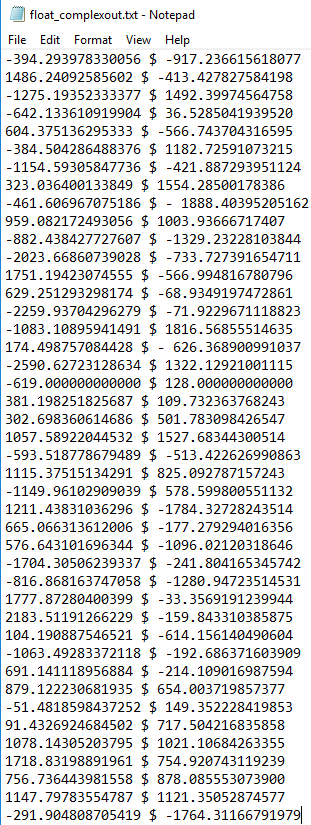 float_complexout.txt - Notepad
File Edit Format View Help
-394.293978330056 $ -917.236615618077
1486.24092585602 $ -413.427827584198
-1275.19352333377 $ 1492.39974564758
-642.133610919904 $ 36.5285041939520
604.375136295333 $ -566.743704316595
-384.504286488376 $ 1182.72591073215
-1154.59305847736 $ -421.887293951124
323.036400133849 $ 1554.28500178386
-461.606967075186 $ - 1888.40395205162
959.082172493056 $ 1003.93666717407
-882.438427727607 $ -1329.23228103844
-2023.66860739028 $ -733.727391654711
1751.19423074555 $ -566.994816780796
629.251293298174 $ -68.9349197472861
-2259.93704296279 $ -71.9229671118823
-1083.10895941491 $ 1816.56855514635
174.498757084428 $ - 626.368900991037
-2590.62723128634 $ 1322.12921001115
-619.000000000000 $ 128.000000000000
381.198251825687 $ 109.732363768243
302.698360614686 $ 501.783098426547
1057.58922044532 $ 1527.68344300514
-593.518778679489 $ -513.422626990863
1115.37515134291 $ 825.092787157243
-1149.96102909039 $ 578.599800551132
1211.43831036296 $ -1784.32728243514
665.066313612006 $ -177.279294016356
576.643101696344 $ -1096.02120318646
-1704.30506239337 $ -241.804165345742
-816.868163747058 $ -1280.94723514531
1777.87280400399 $ -33.3569191239944
2183.51191266229 $ -159.843310385875
104.190887546521 $ -614.156140490604
-1063.49283372118 $ -192.686371603909
691.141118956884 $ -214.109016987594
879.122230681935 $ 654.003719857377
-51.4818598437252 $ 149.352228419853
91.4326924684502 $ 717.504216835858
1078.14305203795 $ 1021.10684263355
1718.83198891961 $ 754.920743119239
756.736443981558 $ 878.085553073900
1147.79783554787 $ 1121.35052874577
-291.904808705419 $ -1764.31166791979